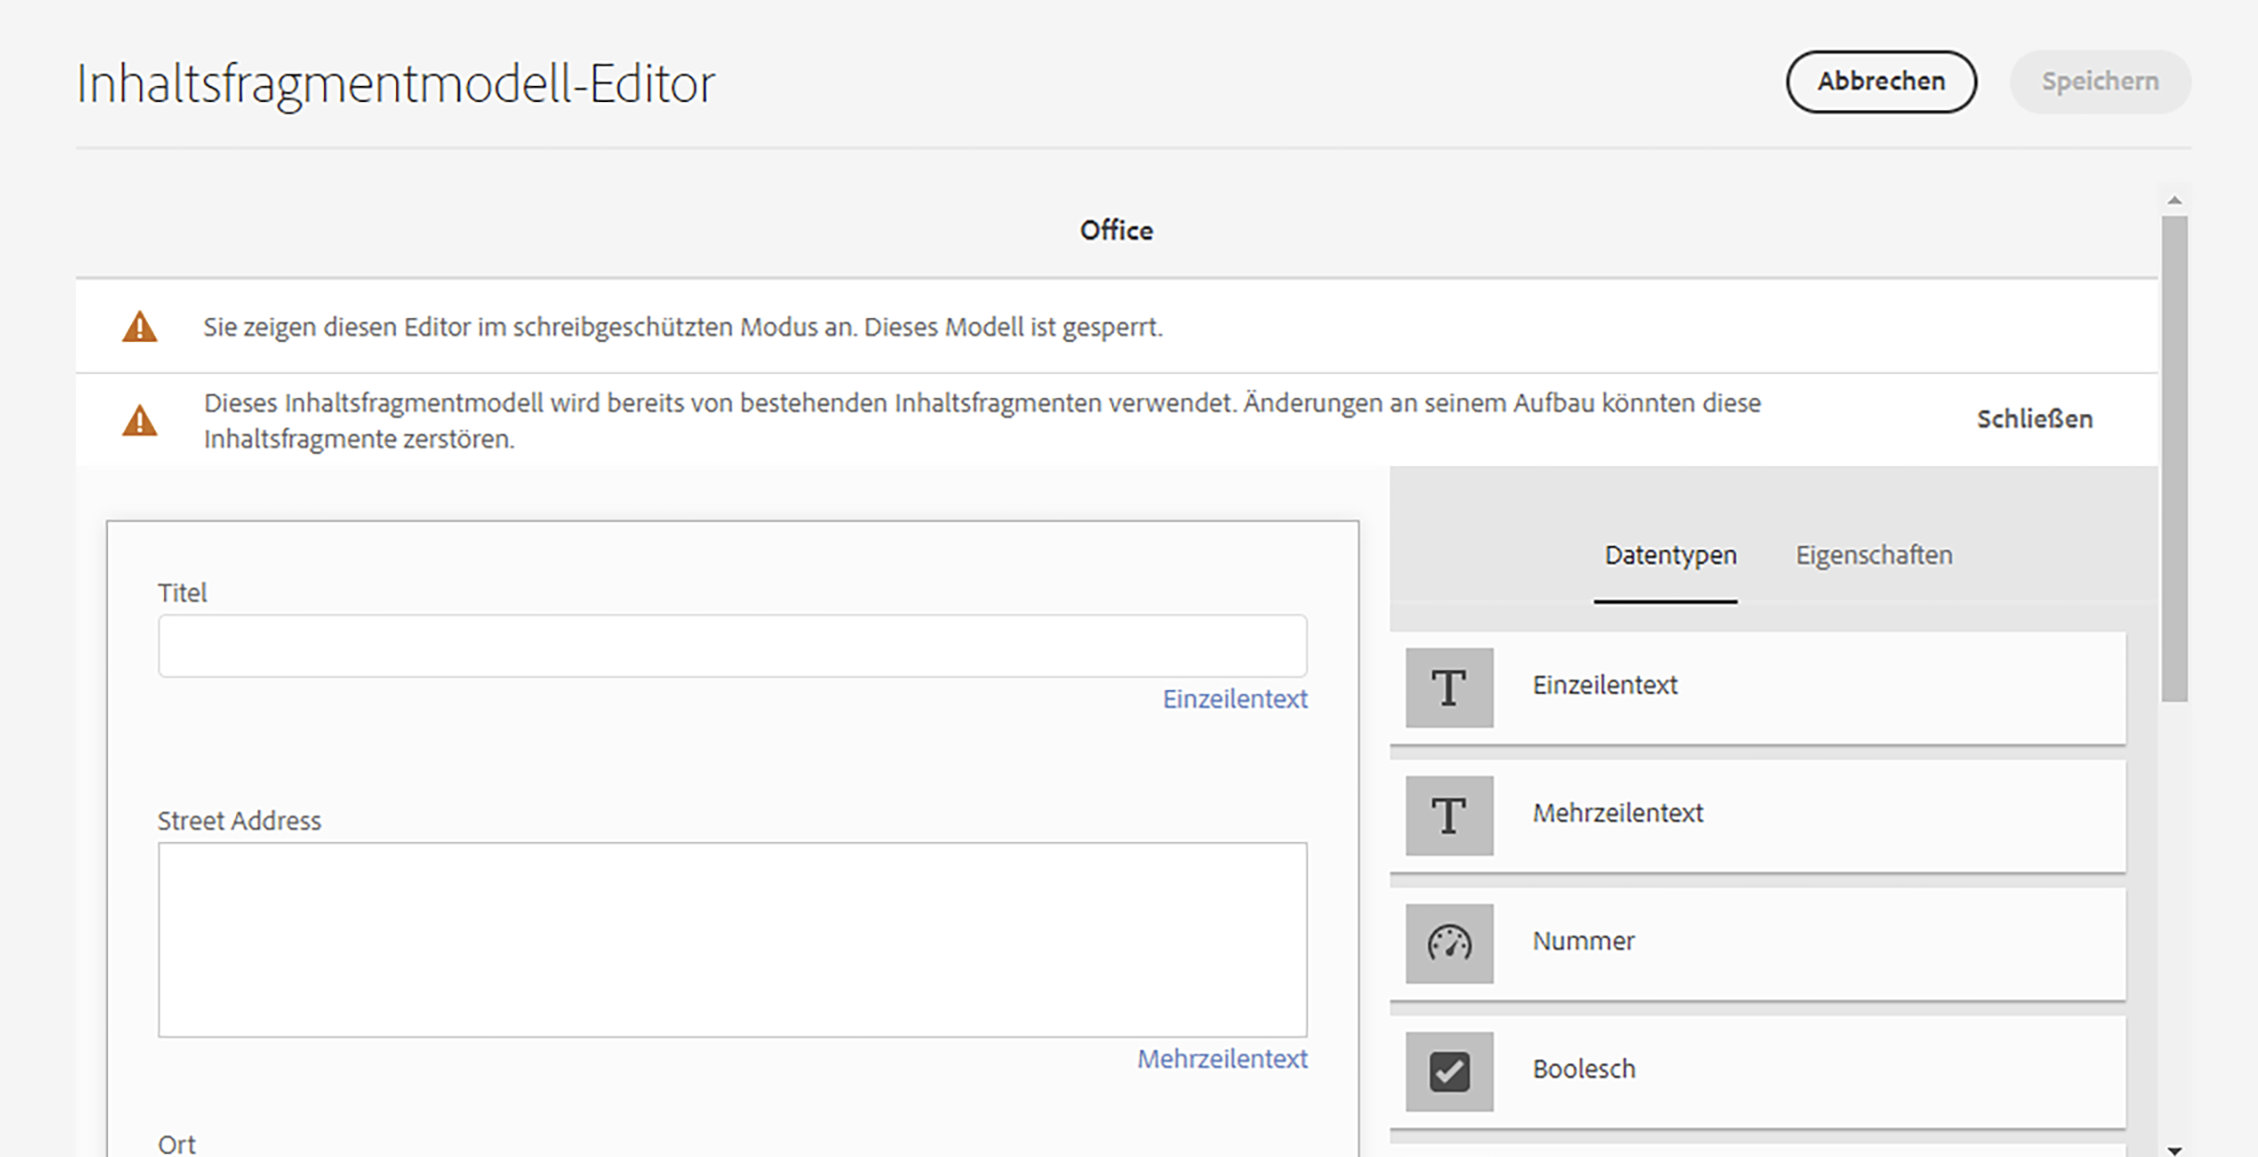 Inhaltsfragmentmodell-Editor
Abbrechen
Speichern
Office
Sie zeigen diesen Editor im schreibgeschützten Modus an. Dieses Modell ist gesperrt.
Dieses Inhaltsfragmentmodell wird bereits von bestehenden Inhaltsfragmenten verwendet. Änderungen an seinem Aufbau könnten diese
Inhaltsfragmente zerstören.
Schließen
Titel
Einzeilentext
Street Address
Mehrzeilentext
Ort
Datentypen
Eigenschaften
Einzeilentext
Mehrzeilentext
Nummer
Boolesch